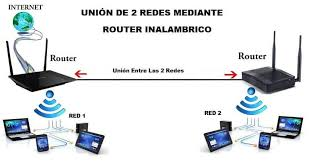 UNIÓN DE 2 REDES MEDIANTE
ROUTER INALAMBRICO
INTERNET
Router
Router
Unión Entre Las 2 Redes
RED 1
RED 2